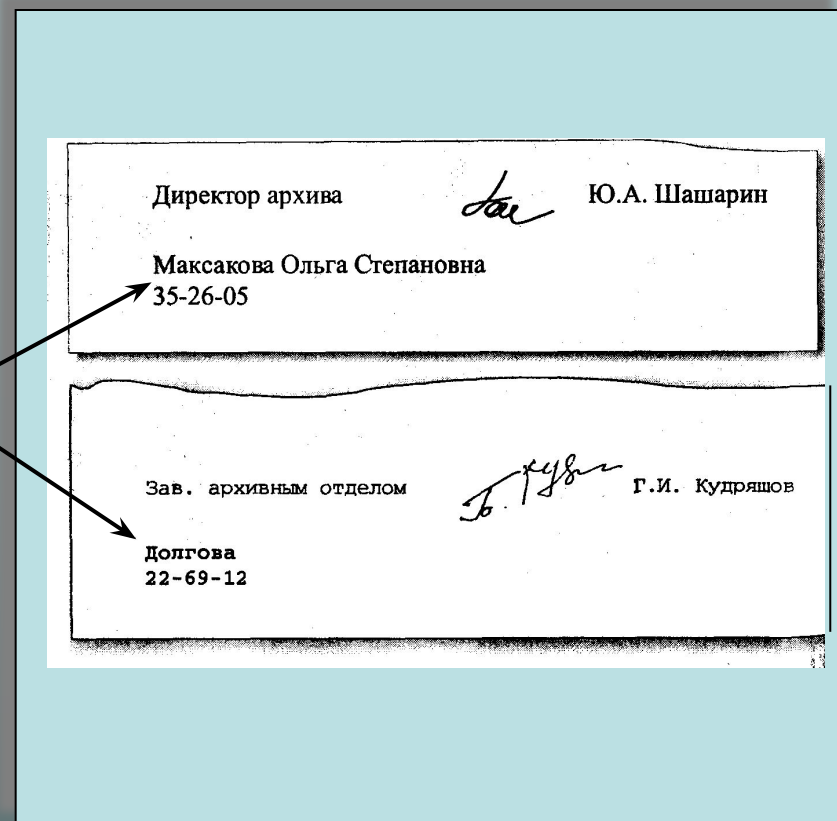 Директор архива Ю.А. Шашарин
Максакова Ольга Степановна
35-26-05
Зав. архивным отделом Г.И. Кудряшов
Долгова
22-69-12